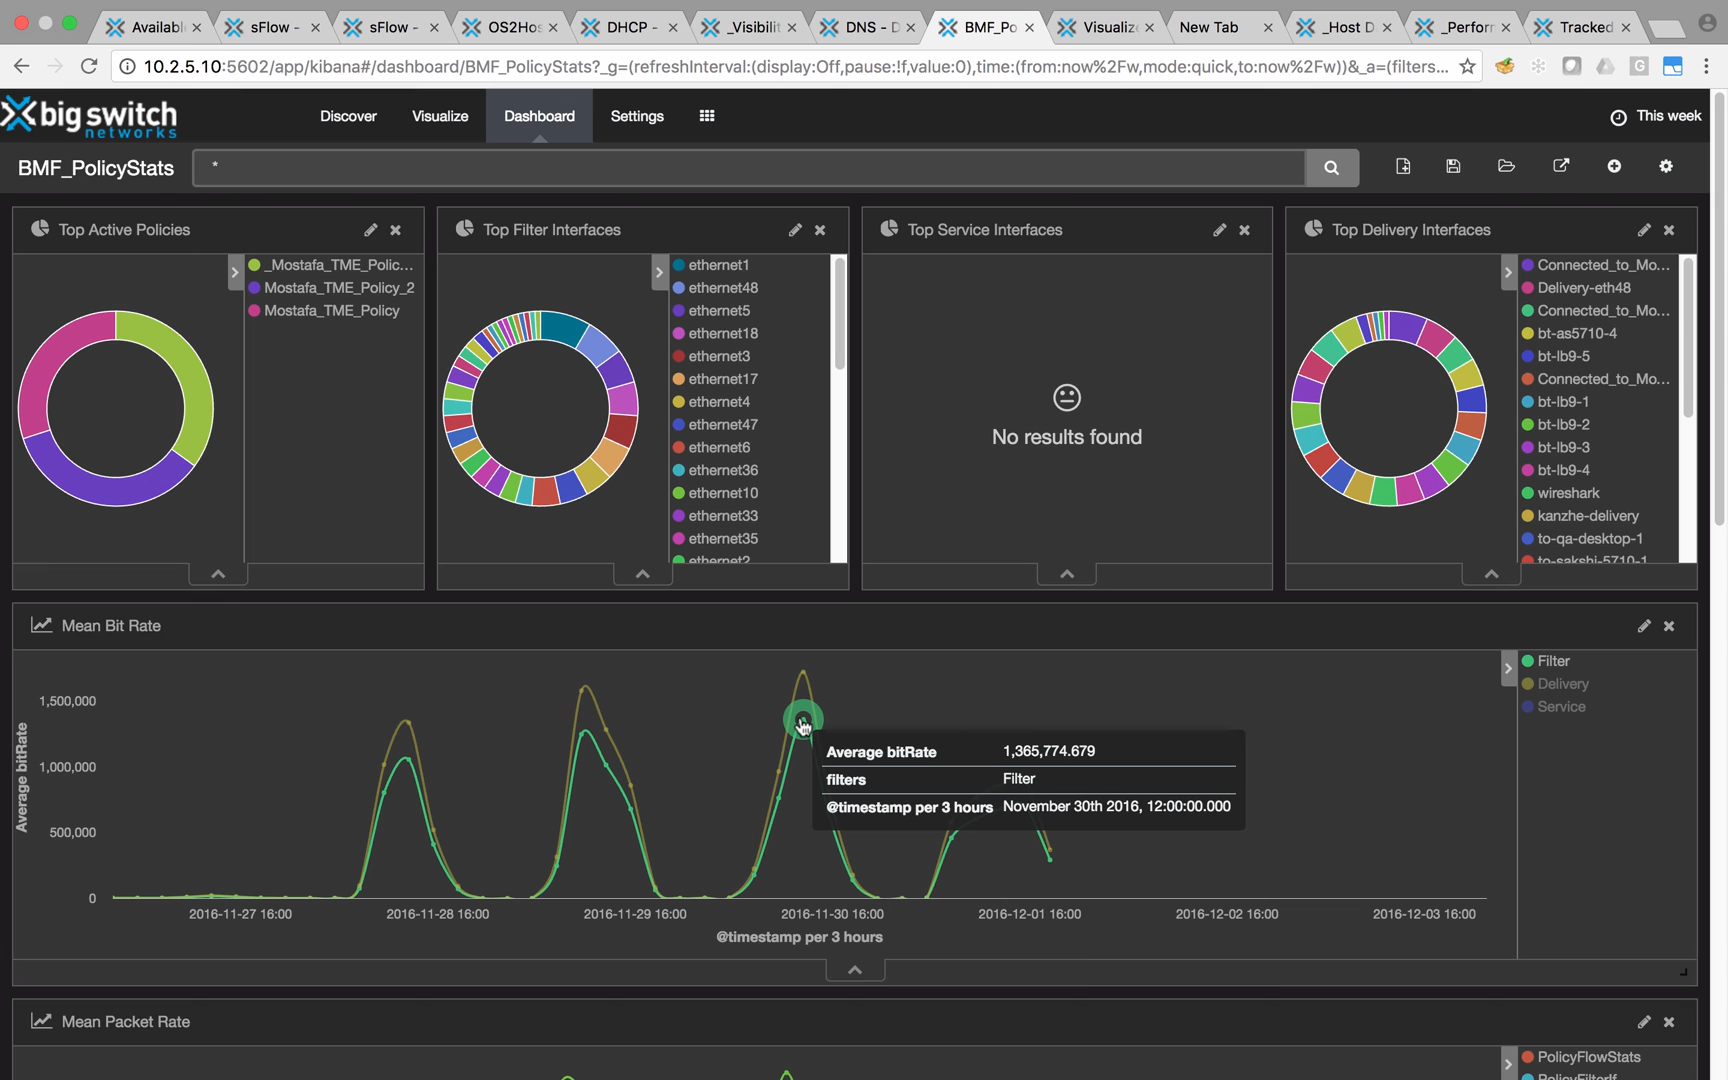 Availabl
sFlow -
sFlow -
OS2Hos
DHCP -
_Visibilit
DNS - D
BMF_Po
Visualiz
New Tab
_Host D
_Perforr
Tracked
10.2.5.10:5602/app/kibana#/dashboard/BMF_PolicyStats?_g=(refreshInterval:(display:Off,pause:!f,value:0),time:(from:now%2Fw,mode:quick,to:now%2Fw))&_a=(filters...
big switch
networks
Discover
Visualize
Dashboard
Settings
This week
BMF_PolicyStats
*
Top Active Policies
_Mostafa_TME_Polic...
Mostafa_TME_Policy_2
Mostafa_TME_Policy
Top Filter Interfaces
ethernet1
ethernet48
ethernet5
ethernet18
ethernet3
ethernet17
ethernet4
ethernet47
ethernet6
ethernet36
ethernet10
ethernet33
ethernet35
ethernet2
Top Service Interfaces
No results found
Top Delivery Interfaces
Connected_to_Mo...
Delivery-eth48
Connected_to_Mo...
bt-as5710-4
bt-lb9-5
Connected_to_Mo...
bt-lb9-1
bt-lb9-2
bt-lb9-3
bt-lb9-4
wireshark
kanzhe-delivery
to-qa-desktop-1
to-sakshi-5710-1
Mean Bit Rate
Average bitRate
1,500,000
1,000,000
500,000
0
2016-11-27 16:00
2016-11-28 16:00
2016-11-29 16:00
2016-11-30 16:00
2016-12-01 16:00
2016-12-02 16:00
2016-12-03 16:00
@timestamp per 3 hours
Average bitRate 1,365,774.679
filters Filter
@timestamp per 3 hours November 30th 2016, 12:00:00.000
Filter
Delivery
Service
Mean Packet Rate
PolicyFlowStats
PolicyFilterIf